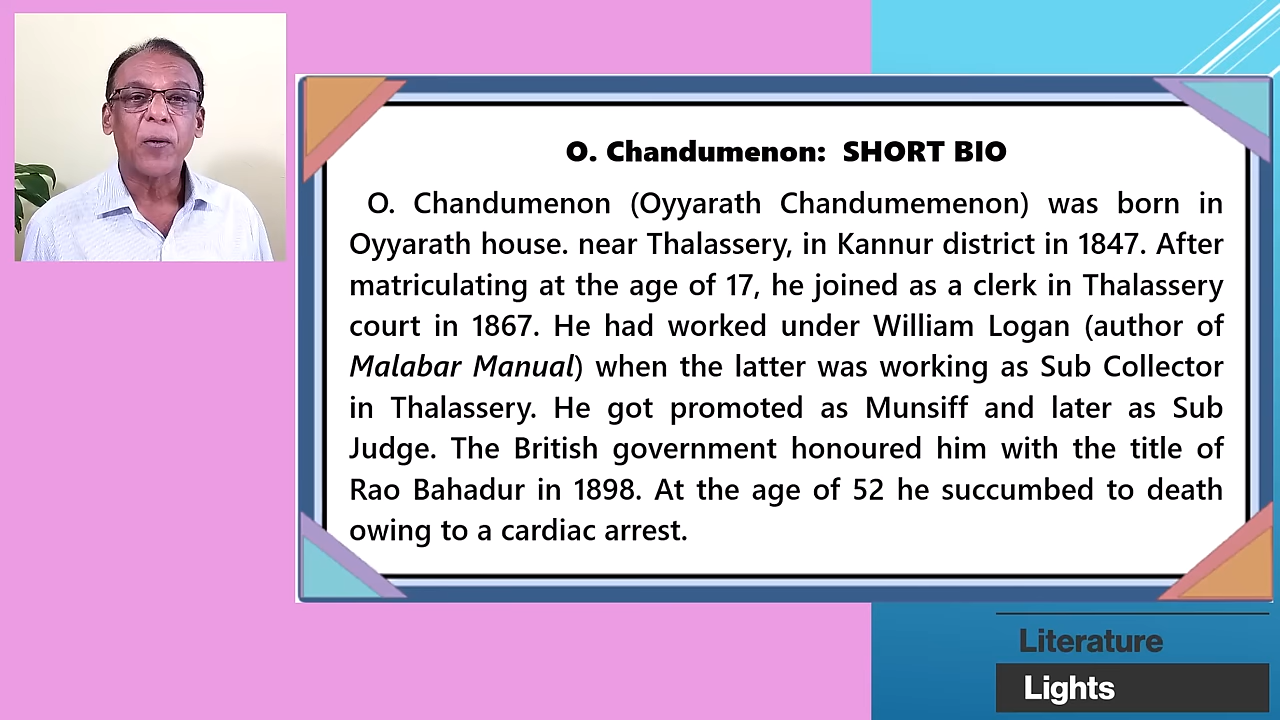 O. Chandumenon: SHORT BIO
O. Chandumenon (Oyyarath Chandumemenon) was born in
Oyyarath house. near Thalassery, in Kannur district in 1847. After
matriculating at the age of 17, he joined as a clerk in Thalassery
court in 1867. He had worked under William Logan (author of
Malabar Manual) when the latter was working as Sub Collector
in Thalassery. He got promoted as Munsiff and later as Sub
Judge. The British government honoured him with the title of
Rao Bahadur in 1898. At the age of 52 he succumbed to death
owing to a cardiac arrest.
Literature
Lights